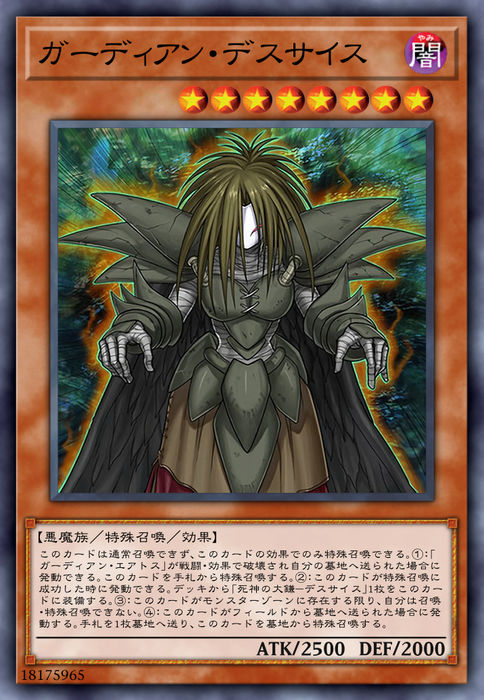 ガーディアン・デスサイス
やみ
闇
【悪魔族／特殊召喚／効果】
このカードは通常召喚できず、このカードの効果でのみ特殊召喚できる。①：「
ガーディアン・エアトス」が戦闘・効果で破壊され自分の墓地へ送られた場合に
発動できる。このカードを手札から特殊召喚する。②：このカードが特殊召喚に
成功した時に発動できる。デッキから「死神の大鎌－デスサイス」1枚をこのカー
ドに装備する。③：このカードがモンスターゾーンに存在する限り、自分は召喚
・特殊召喚できない。④：このカードがフィールドから墓地へ送られた場合に発
動する。手札を1枚墓地へ送り、このカードを墓地から特殊召喚する。
ATK/2500 DEF/2000
18175965